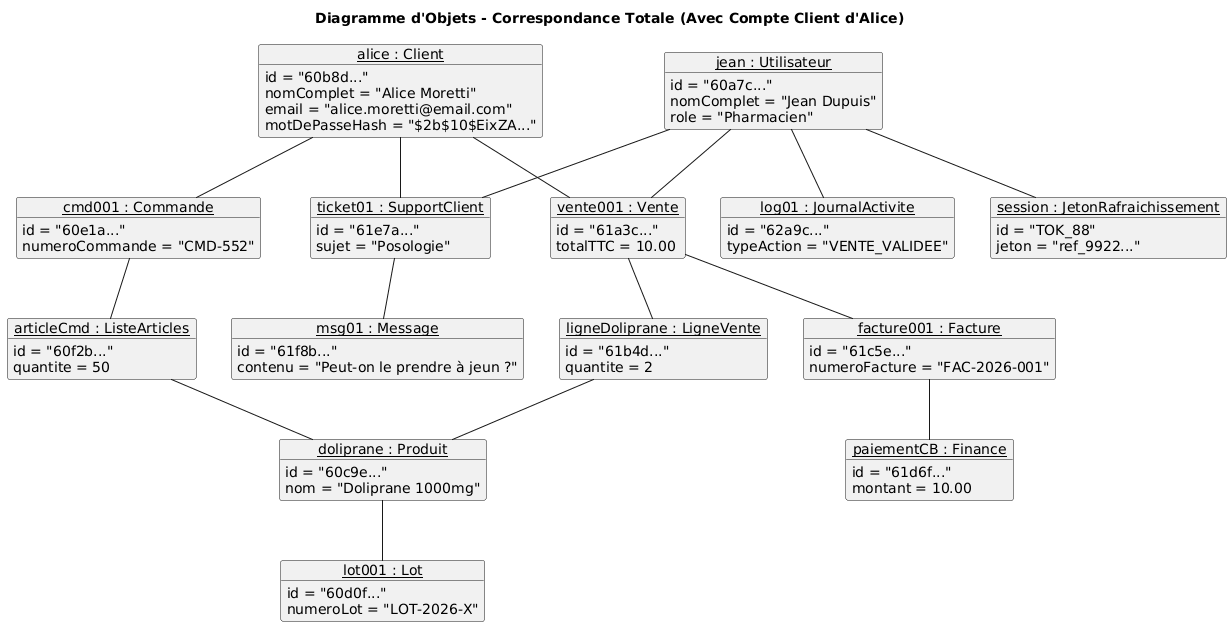 Diagramme d'Objets - Correspondance Totale (Avec Compte Client d'Alice)
alice : Client
id = "60b8d..."
nomComplet = "Alice Moretti"
email = "alice.moretti@email.com"
motDePasseHash = "$2b$10$EixZA..."
jean : Utilisateur
id = "60a7c..."
nomComplet = "Jean Dupuis"
role = "Pharmacien"
cmd001 : Commande
id = "60e1a..."
numeroCommande = "CMD-552"
ticket01 : SupportClient
id = "61e7a..."
sujet = "Posologie"
vente001 : Vente
id = "61a3c..."
totalTTC = 10.00
log01 : JournalActivite
id = "62a9c..."
typeAction = "VENTE_VALIDEE"
session : JetonRafraichissement
id = "TOK_88"
jeton = "ref_9922..."
articleCmd : ListeArticles
id = "60f2b..."
quantite = 50
msg01 : Message
id = "61f8b..."
contenu = "Peut-on le prendre à jeun ?"
ligneDoliprane : LigneVente
id = "61b4d..."
quantite = 2
facture001 : Facture
id = "61c5e..."
numeroFacture = "FAC-2026-001"
doliprane : Produit
id = "60c9e..."
nom = "Doliprane 1000mg"
paiementCB : Finance
id = "61d6f..."
montant = 10.00
lot001 : Lot
id = "60d0f..."
numeroLot = "LOT-2026-X"